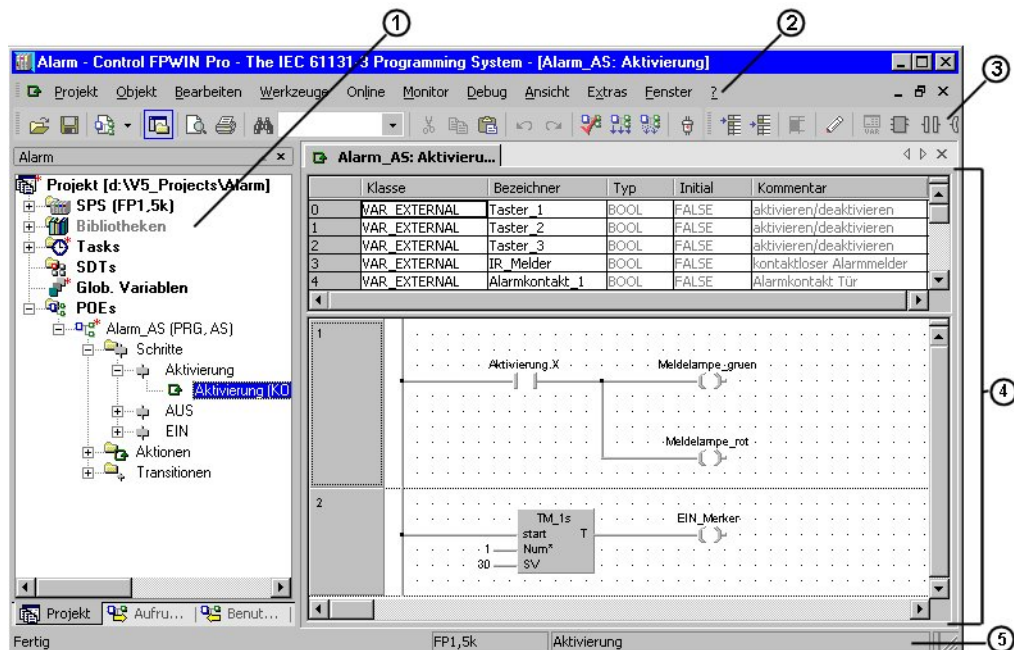 1
2
3
Alarm - Control FPWIN Pro - The IEC 61131-3 Programming System - [Alarm_AS: Aktivierung]
Projekt Objekt Bearbeiten Werkzeuge Online Monitor Debug Ansicht Extras Fenster ?
Alarm
Projekt [d:\V5_Projects\Alarm]
SPS (FP1,5k)
Bibliotheken
Tasks
SDTs
Glob. Variablen
POEs
Alarm_AS (PRG, AS)
Schritte
Aktivierung
Aktivierung (KO
AUS
EIN
Aktionen
Transitionen
Projekt Aufru... Benut...
Alarm_AS: Aktivieru...
Klasse Bezeichner Typ Initial Kommentar
0 VAR_EXTERNAL Taster_1 BOOL FALSE aktivieren/deaktivieren
1 VAR_EXTERNAL Taster_2 BOOL FALSE aktivieren/deaktivieren
2 VAR_EXTERNAL Taster_3 BOOL FALSE aktivieren/deaktivieren
3 VAR_EXTERNAL IR_Melder BOOL FALSE kontaktloser Alarmmelder
4 VAR_EXTERNAL Alarmkontakt_1 BOOL FALSE Alarmkontakt Tür
1
Aktivierung.X Meldelampe_gruen
Meldelampe_rot
2
TM_1s EIN_Merker
start T
1 Num*
30 SV
4
Fertig FP1,5k Aktivierung
5